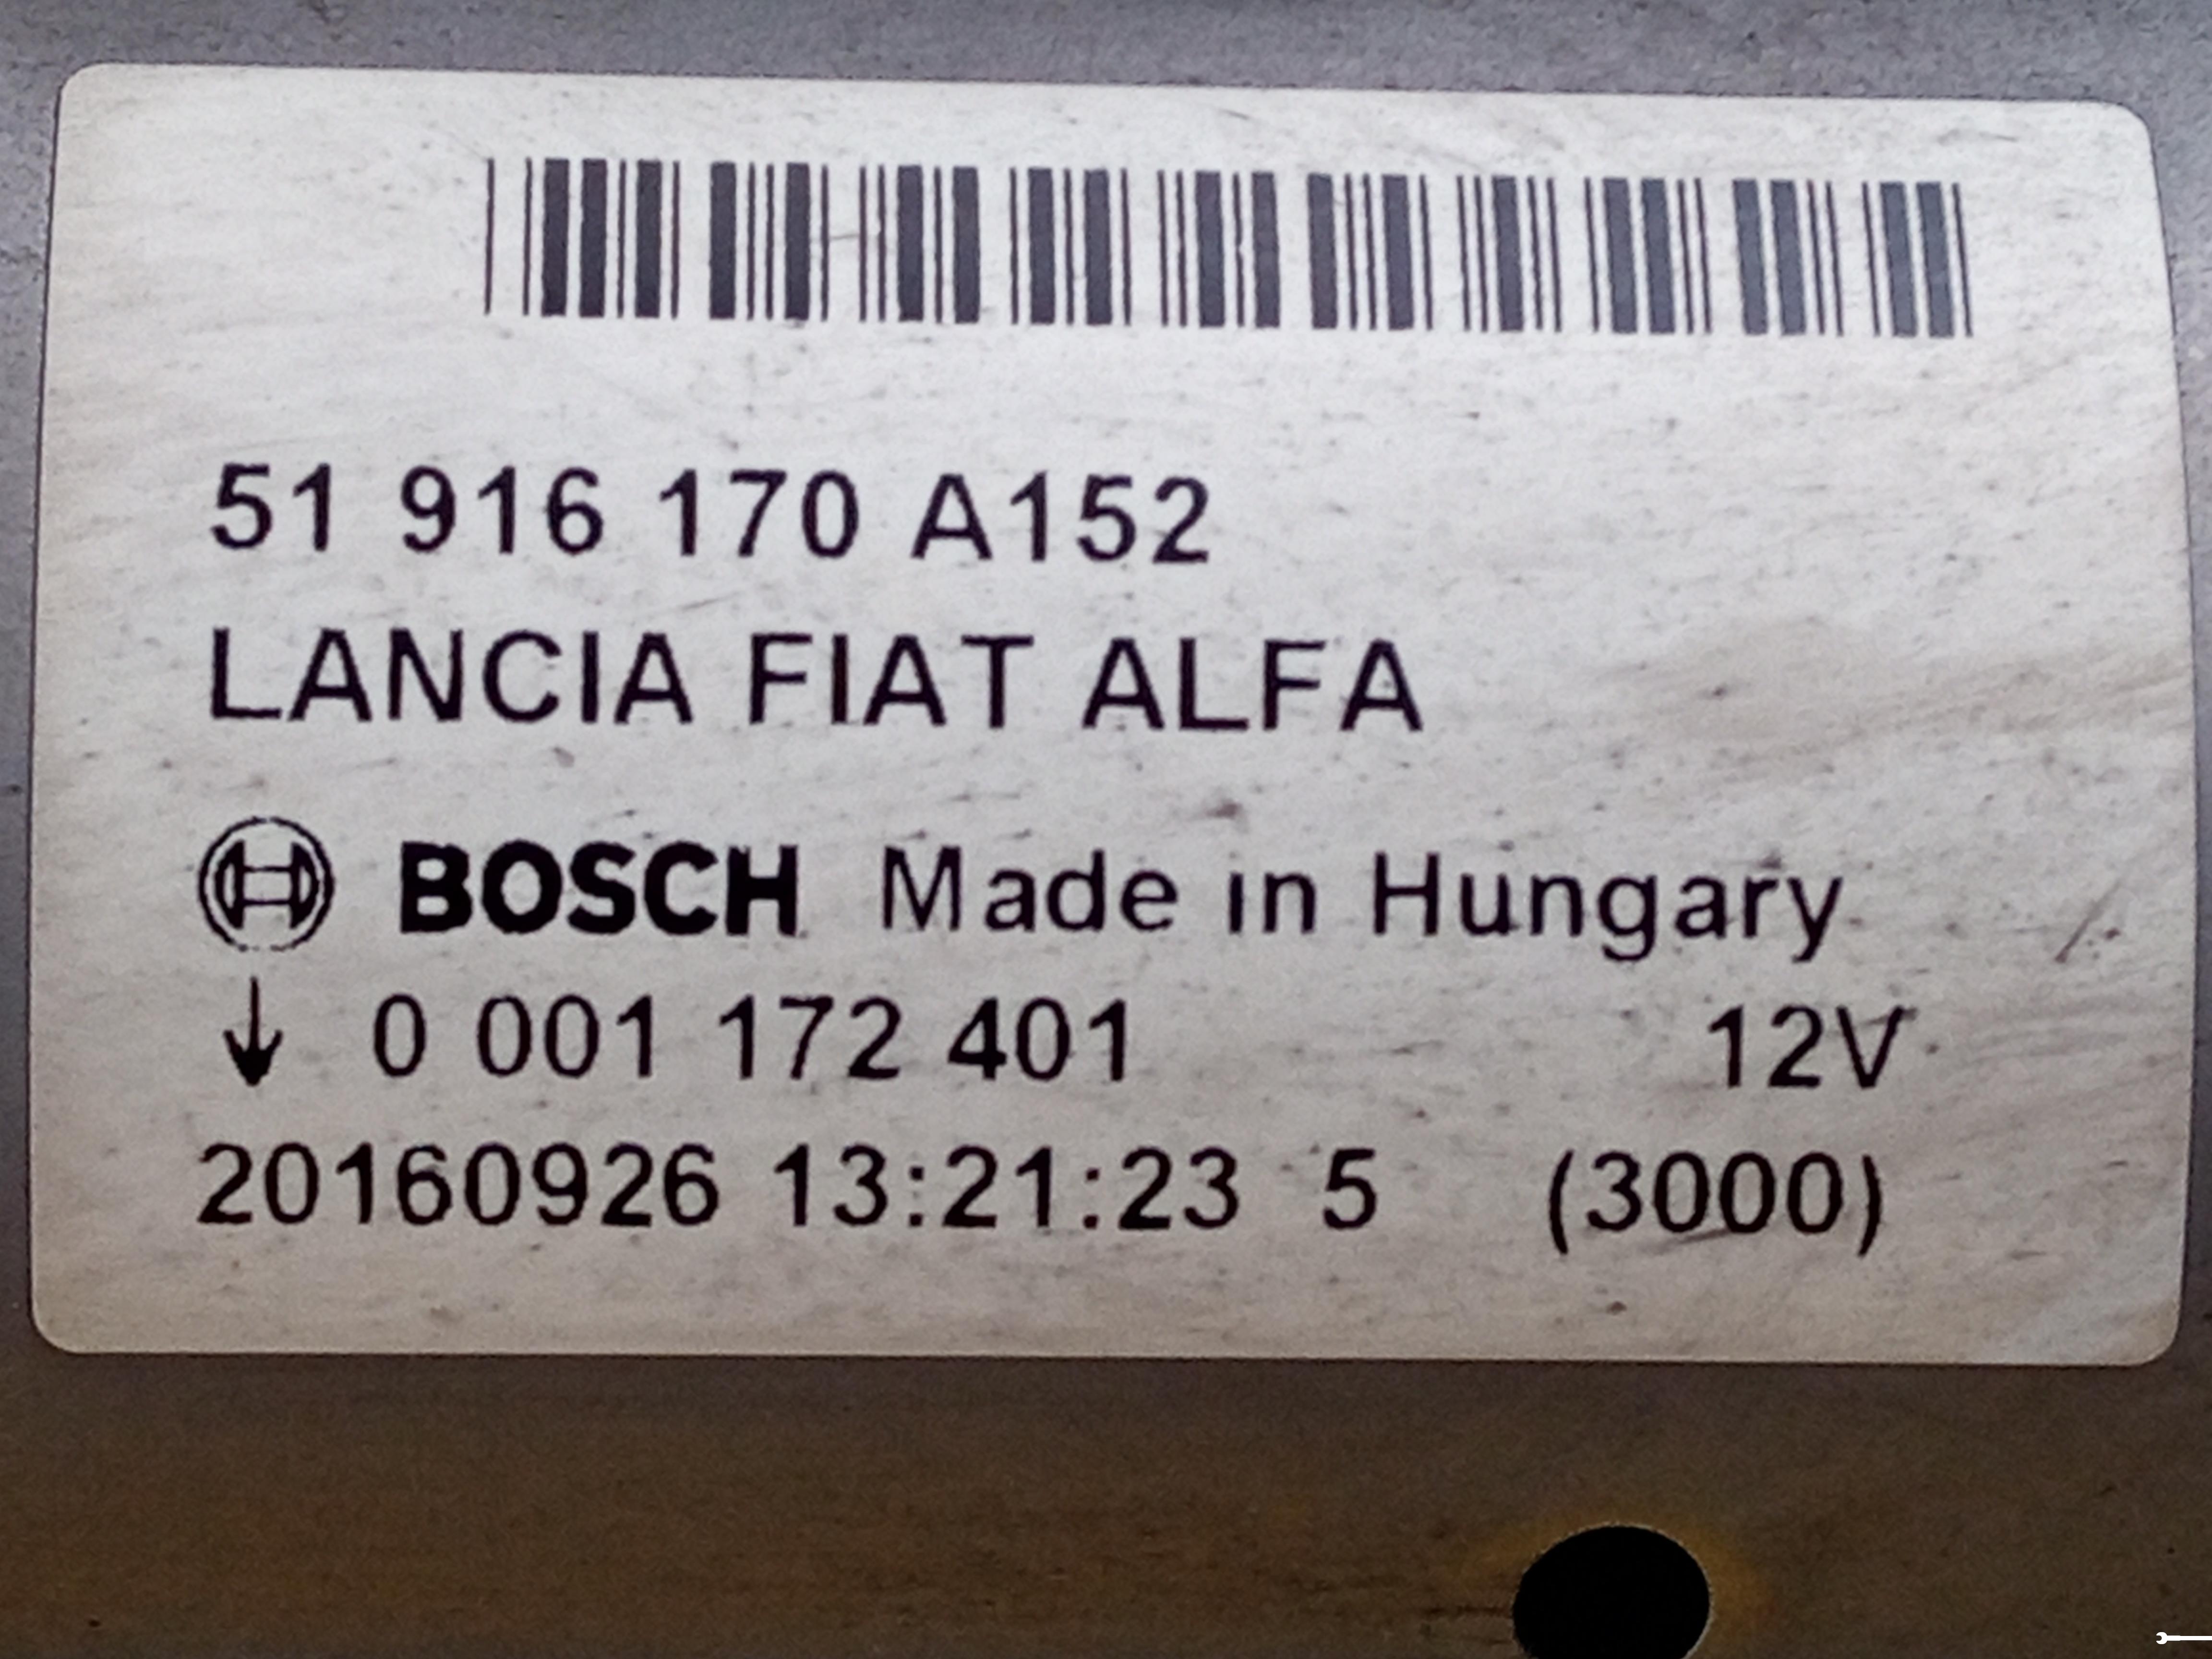 51 916 170 A152
LANCIA FIAT ALFA
BOSCH Made in Hungary
↓ 0 001 172 401 12V
20160926 13:21:23 5 (3000)